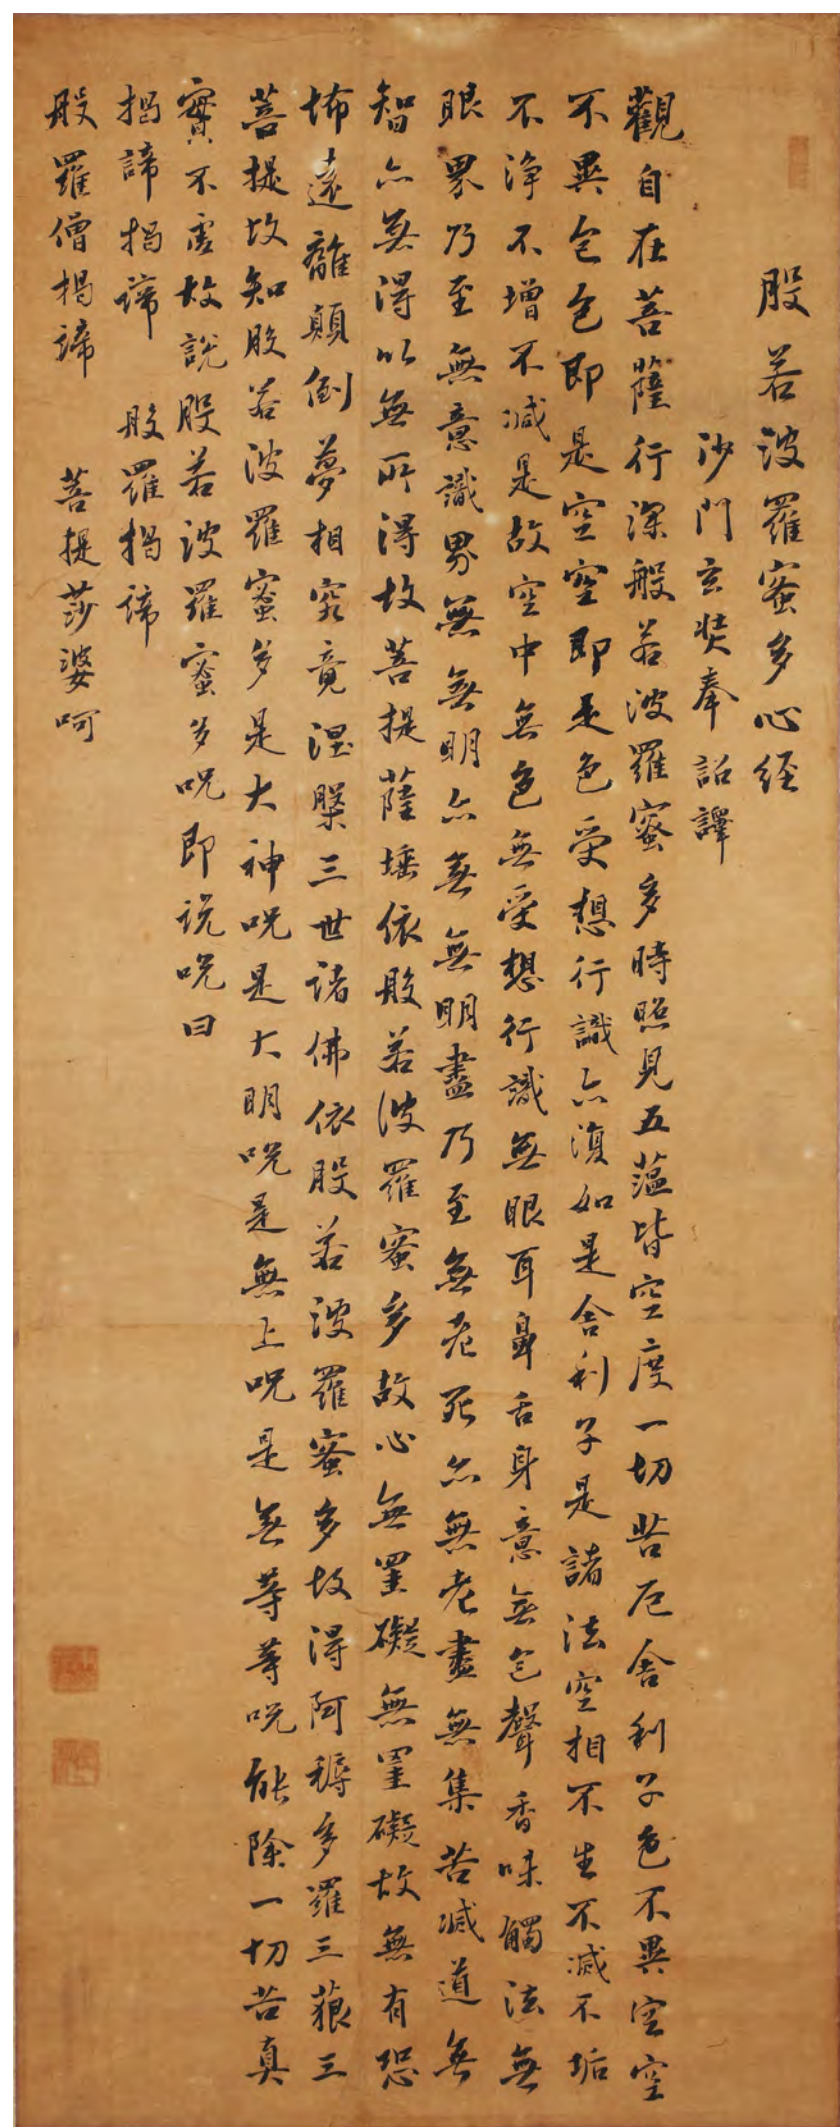 般若波羅蜜多心經
沙門玄奘奉詔譯
觀自在菩薩行深般若波羅蜜多時照見五蘊皆空度一切苦厄舍利子色不異空空
不異色色即是空空即是色受想行識亦復如是舍利子是諸法空相不生不滅不垢
不淨不增不減是故空中無色無受想行識無眼耳鼻舌身意無色聲香味觸法無
眼界乃至無意識界無無明亦無無明盡乃至無老死亦無老盡無集苦滅道無
智亦無得以無所得故菩提薩埵依般若波羅蜜多故心無罣礙無罣礙故無有恐
怖遠離顛倒夢相究竟涅槃三世諸佛依般若波羅蜜多故得阿耨多羅三藐三
菩提故知般若波羅蜜多是大神呪是大明呪是無上呪是無等等呪能除一切苦真
實不虛故說般若波羅蜜多呪即說呪曰
揭諦揭諦 般羅揭諦
般羅僧揭諦 菩提莎婆呵